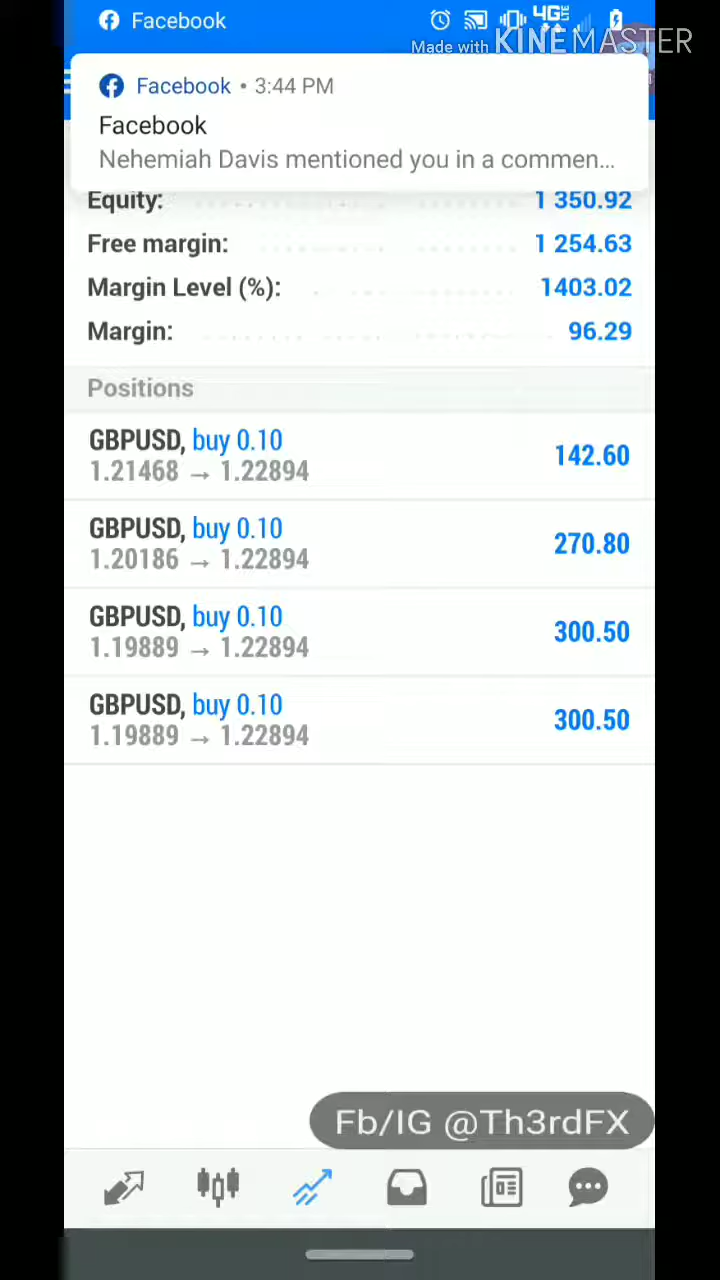 Facebook
4G LTE
Made with KINEMASTER
Facebook • 3:44 PM
Facebook
Nehemiah Davis mentioned you in a commen...
Equity: 1 350.92
Free margin: 1 254.63
Margin Level (%): 1403.02
Margin: 96.29
Positions
GBPUSD, buy 0.10
1.21468 → 1.22894
142.60
GBPUSD, buy 0.10
1.20186 → 1.22894
270.80
GBPUSD, buy 0.10
1.19889 → 1.22894
300.50
GBPUSD, buy 0.10
1.19889 → 1.22894
300.50
Fb/IG @Th3rdFX